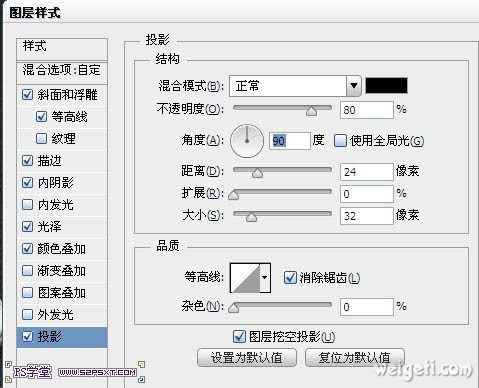 图层样式
样式
混合选项:自定
斜面和浮雕
等高线
纹理
描边
内阴影
内发光
光泽
颜色叠加
渐变叠加
图案叠加
外发光
投影
投影
结构
混合模式(B): 正常
不透明度(O): 80 %
角度(A): 90 度 使用全局光(G)
距离(D): 24 像素
扩展(R): 0 %
大小(S): 32 像素
品质
等高线: 消除锯齿(L)
杂色(N): 0 %
图层挖空投影(U)
设置为默认值 复位为默认值
PS学堂 WWW.52PSXT.COM
weigeti.com